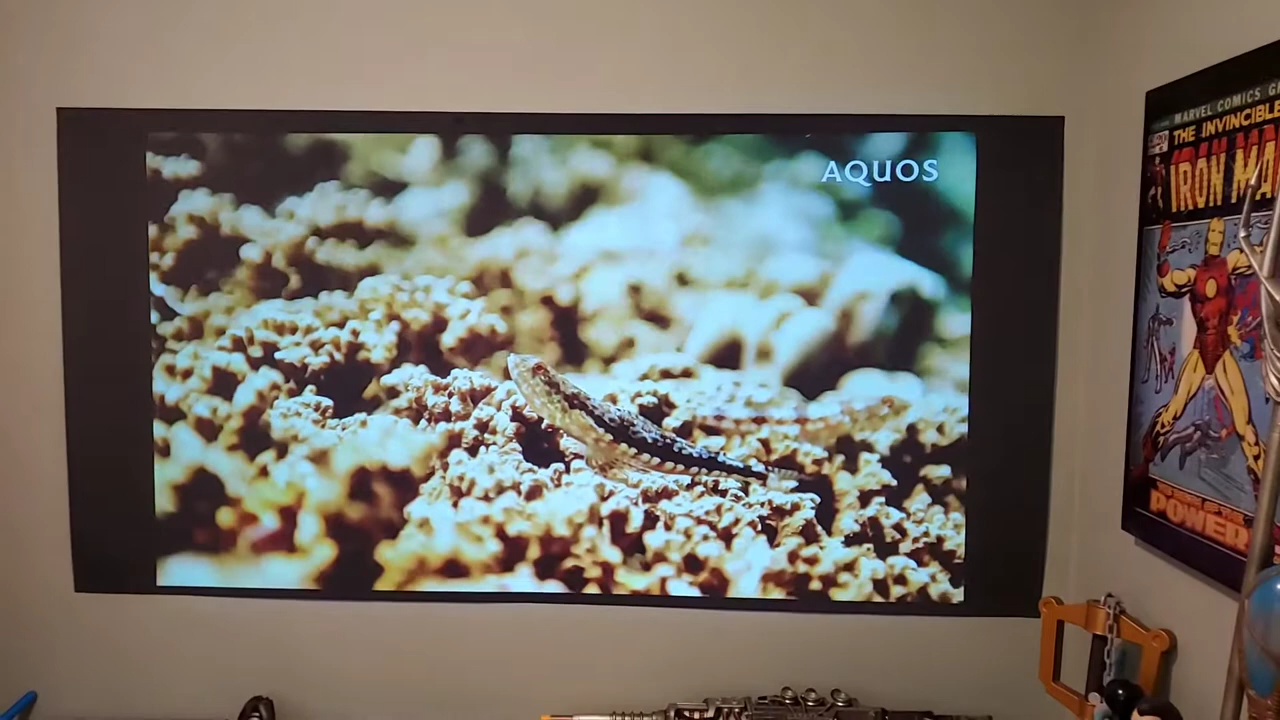 AQUOS
MARVEL COMICS G
THE INVINCIBLE
IRON MA
POWER